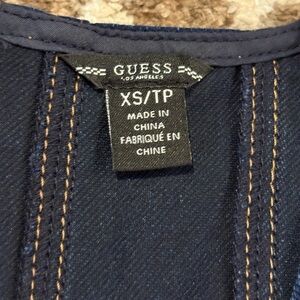 GUESS
LOS ANGELES
XS/TP
MADE IN
CHINA
FABRIQUÉ EN
CHINE